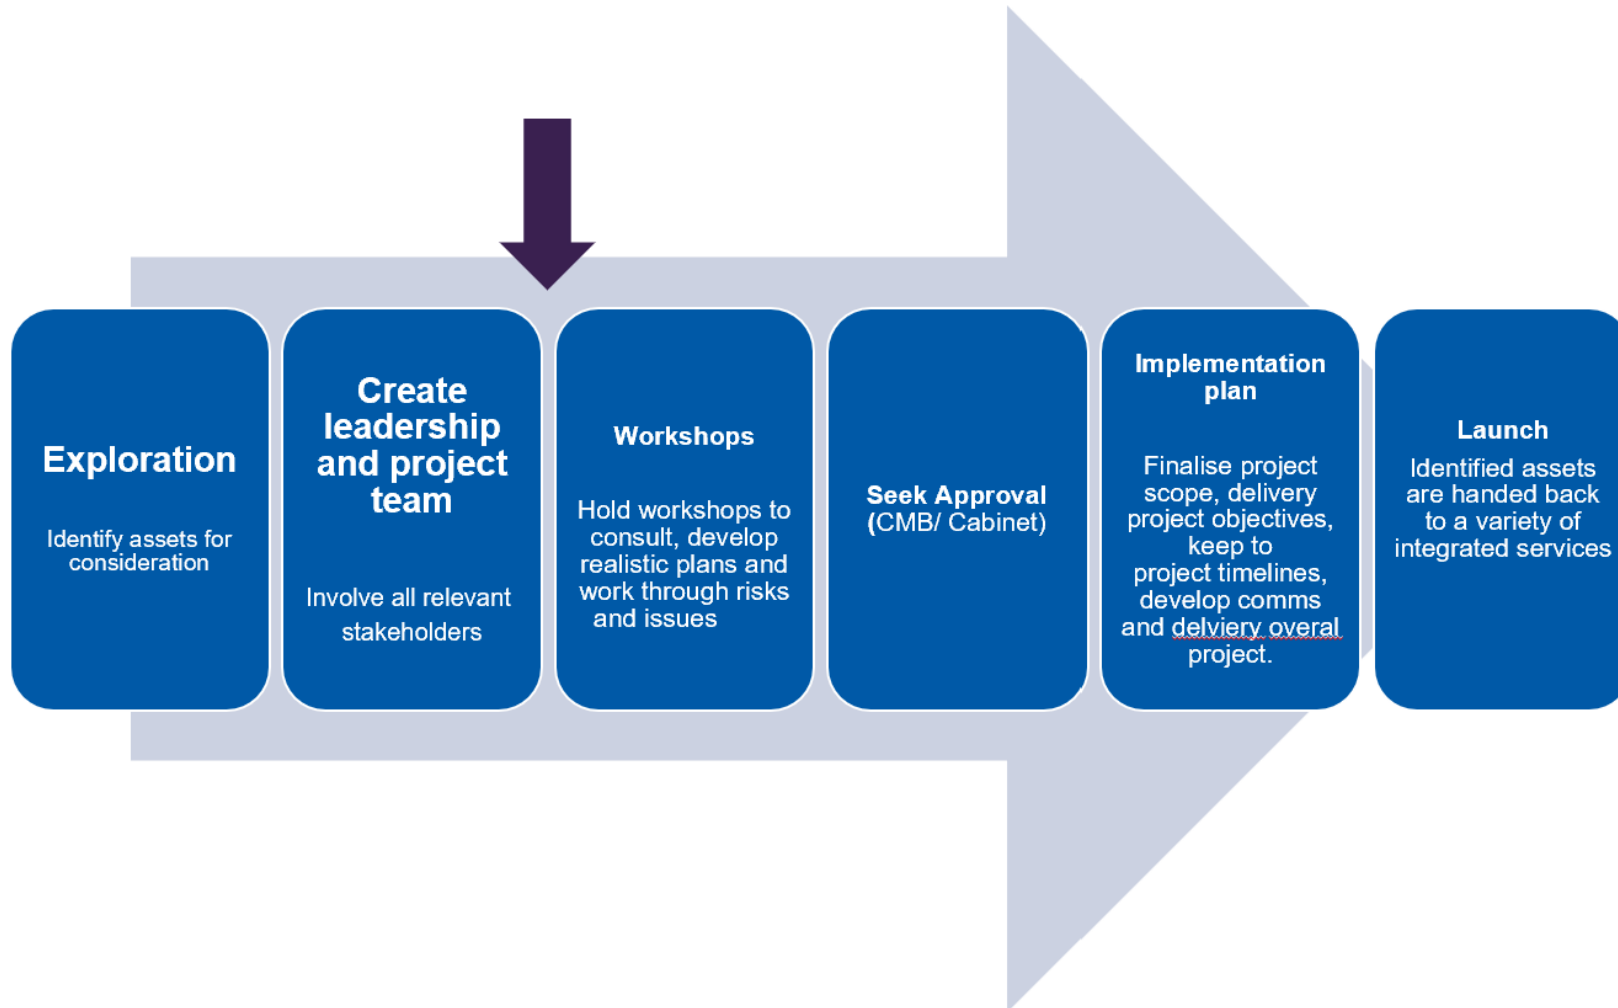 Exploration
Identify assets for
consideration
Create
leadership
and project
team
Involve all relevant
stakeholders
Workshops
Hold workshops to
consult, develop
realistic plans and
work through risks
and issues
Seek Approval
(CMB/ Cabinet)
Implementation
plan
Finalise project
scope, delivery
project objectives,
keep to
project timelines,
develop comms
and delviery overal
project.
Launch
Identified assets
are handed back
to a variety of
integrated services